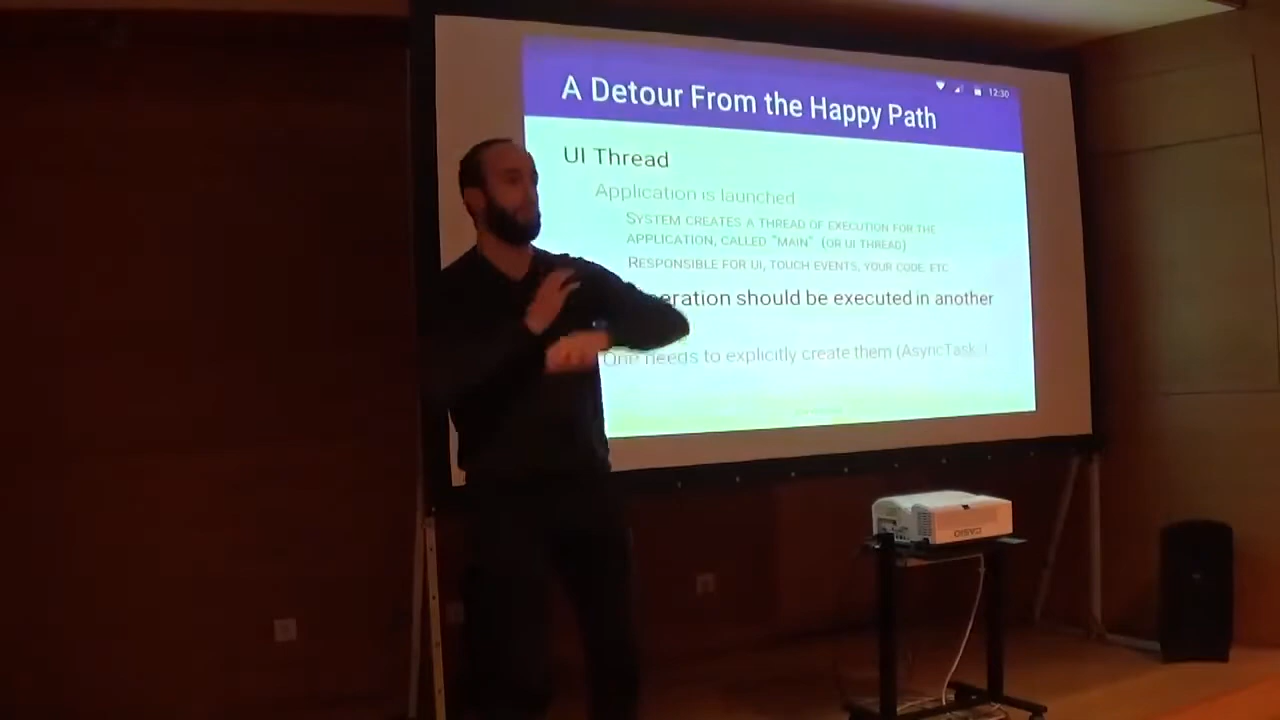 A Detour From the Happy Path
12:30
UI Thread
Application is launched
SYSTEM CREATES A THREAD OF EXECUTION FOR THE
APPLICATION, CALLED "MAIN" (OR UI THREAD)
RESPONSIBLE FOR UI, TOUCH EVENTS, YOUR CODE, ETC
should be executed in another
One needs to explicitly create them (AsyncTask
CASIO